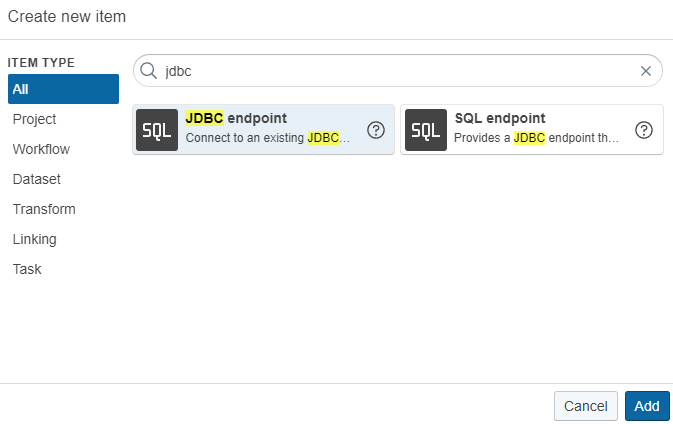 Create new item
ITEM TYPE
All
Project
Workflow
Dataset
Transform
Linking
Task
jdbc
SQL
JDBC endpoint
Connect to an existing JDBC...
SQL
SQL endpoint
Provides a JDBC endpoint th...
Cancel
Add